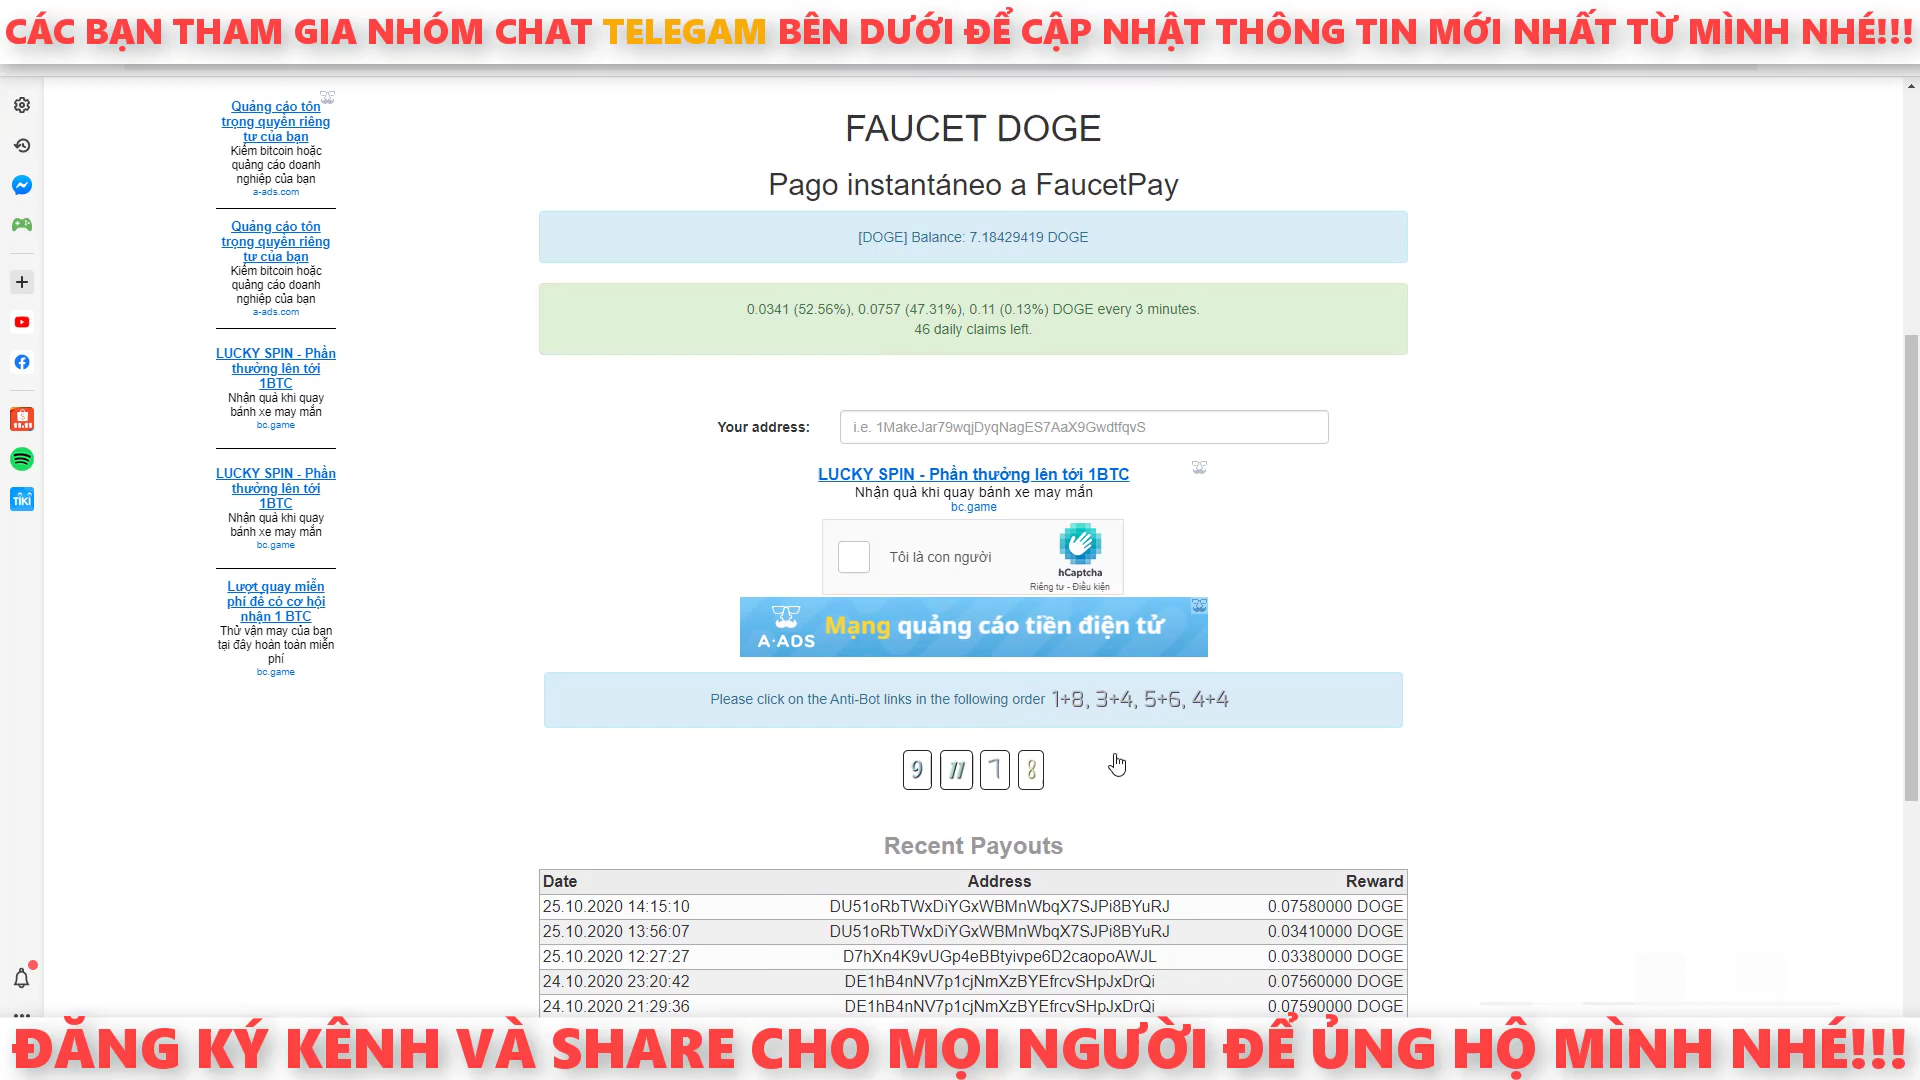 CÁC BẠN THAM GIA NHÓM CHAT TELEGAM BÊN DƯỚI ĐỂ CẬP NHẬT THÔNG TIN MỚI NHẤT TỪ MÌNH NHÉ!!!
Quảng cáo tôn
trọng quyền riêng
tư của bạn
Kiếm bitcoin hoặc
quảng cáo doanh
nghiệp của bạn
a-ads.com
Quảng cáo tôn
trọng quyền riêng
tư của bạn
Kiếm bitcoin hoặc
quảng cáo doanh
nghiệp của bạn
a-ads.com
LUCKY SPIN - Phần
thưởng lên tới
1BTC
Nhận quà khi quay
bánh xe may mắn
bc.game
LUCKY SPIN - Phần
thưởng lên tới
1BTC
Nhận quà khi quay
bánh xe may mắn
bc.game
Lượt quay miễn
phí để có cơ hội
nhận 1 BTC
Thử vận may của bạn
tại đây hoàn toàn miễn
phí
bc.game
TIKI
FAUCET DOGE
Pago instantáneo a FaucetPay
[DOGE] Balance: 7.18429419 DOGE
0.0341 (52.56%), 0.0757 (47.31%), 0.11 (0.13%) DOGE every 3 minutes.
46 daily claims left.
Your address:
i.e. 1MakeJar79wqjDyqNagES7AaX9GwdtfqvS
LUCKY SPIN - Phần thưởng lên tới 1BTC
Nhận quà khi quay bánh xe may mắn
bc.game
Tôi là con người
hCaptcha
Riêng tư - Điều kiện
A-ADS
Mạng quảng cáo tiền điện tử
Please click on the Anti-Bot links in the following order 1+8, 3+4, 5+6, 4+4
9 11 7 8
Recent Payouts
Date Address Reward
25.10.2020 14:15:10 DU51oRbTWxDiYGxWBMnWbqX7SJPi8BYuRJ 0.07580000 DOGE
25.10.2020 13:56:07 DU51oRbTWxDiYGxWBMnWbqX7SJPi8BYuRJ 0.03410000 DOGE
25.10.2020 12:27:27 D7hXn4K9vUGp4eBBtyivpe6D2caopoAWJL 0.03380000 DOGE
24.10.2020 23:20:42 DE1hB4nNV7p1cjNmXzBYEfrcvSHpJxDrQi 0.07560000 DOGE
24.10.2020 21:29:36 DE1hB4nNV7p1cjNmXzBYEfrcvSHpJxDrQi 0.07590000 DOGE
ĐĂNG KÝ KÊNH VÀ SHARE CHO MỌI NGƯỜI ĐỂ ỦNG HỘ MÌNH NHÉ!!!